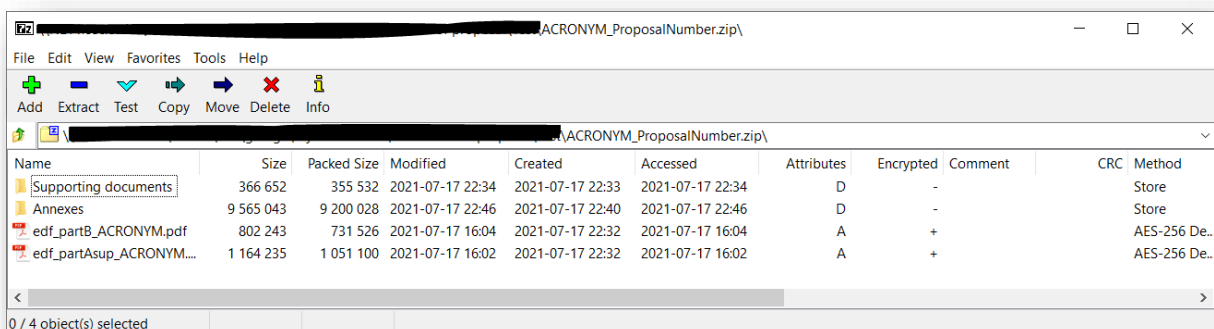 \ACRONYM_ProposalNumber.zip\
File Edit View Favorites Tools Help
Add Extract Test Copy Move Delete Info
\ \ACRONYM_ProposalNumber.zip\
Name Size Packed Size Modified Created Accessed Attributes Encrypted Comment CRC Method
Supporting documents 366 652 355 532 2021-07-17 22:34 2021-07-17 22:33 2021-07-17 22:34 D - Store
Annexes 9 565 043 9 200 028 2021-07-17 22:46 2021-07-17 22:40 2021-07-17 22:46 D - Store
edf_partB_ACRONYM.pdf 802 243 731 526 2021-07-17 16:04 2021-07-17 22:32 2021-07-17 16:04 A + AES-256 De...
edf_partAsup_ACRONYM.... 1 164 235 1 051 100 2021-07-17 16:02 2021-07-17 22:32 2021-07-17 16:02 A + AES-256 De...
0 / 4 object(s) selected